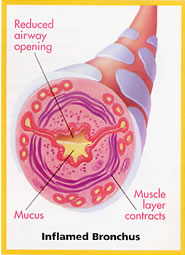 Reduced
airway
opening
Mucus
Muscle
layer
contracts
Inflamed Bronchus